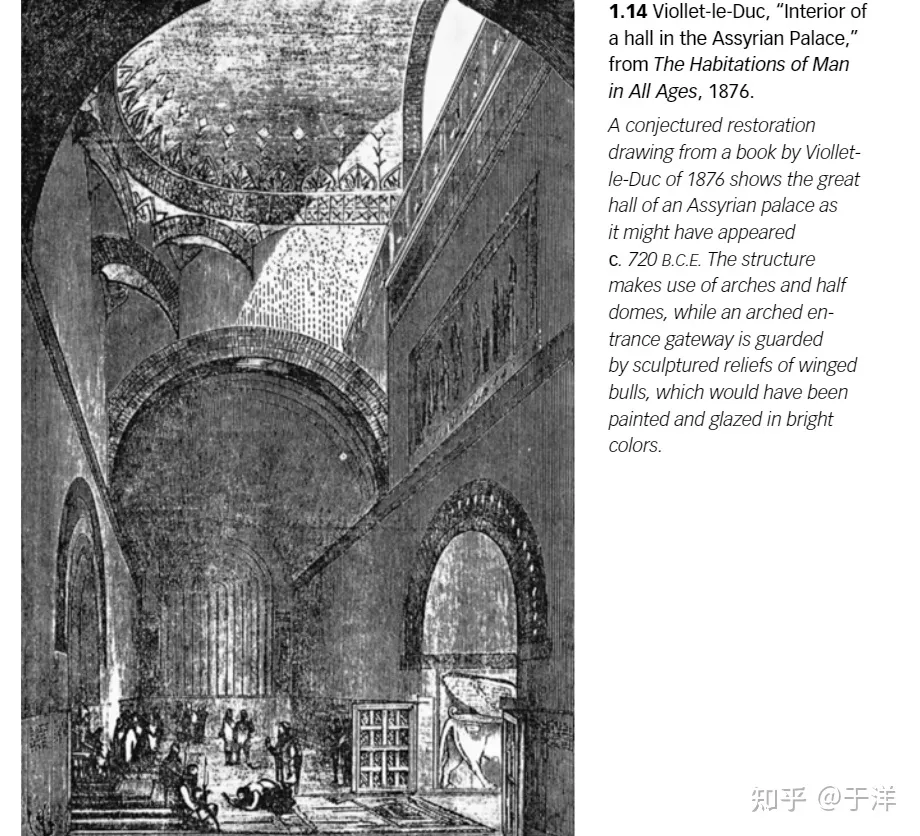 1.14 Viollet-le-Duc, “Interior of
a hall in the Assyrian Palace,”
from The Habitations of Man
in All Ages, 1876.
A conjectured restoration
drawing from a book by Viollet-
le-Duc of 1876 shows the great
hall of an Assyrian palace as
it might have appeared
c. 720 B.C.E. The structure
makes use of arches and half
domes, while an arched en-
trance gateway is guarded
by sculptured reliefs of winged
bulls, which would have been
painted and glazed in bright
colors.
知乎 @于洋